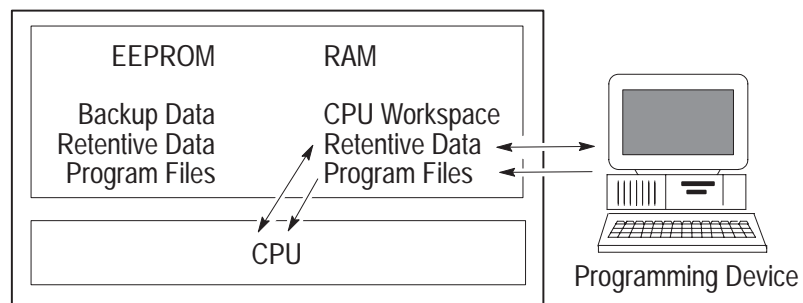 EEPROM RAM
Backup Data CPU Workspace
Retentive Data Retentive Data
Program Files Program Files
CPU
Programming Device